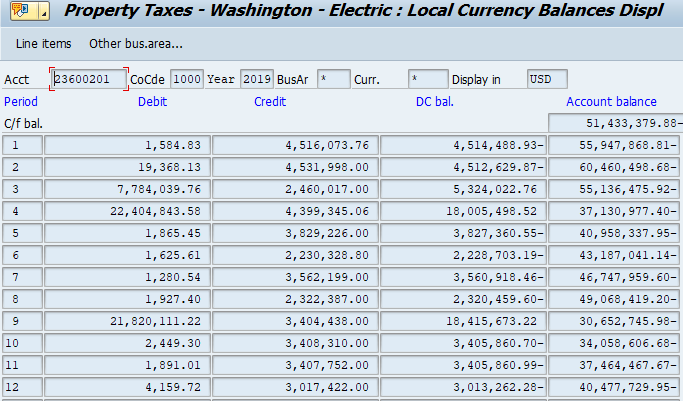 Property Taxes - Washington - Electric : Local Currency Balances Displ
Line items Other bus.area...
Acct 23600201 CoCde 1000 Year 2019 BusAr * Curr. * Display in USD
Period Debit Credit DC bal. Account balance
C/f bal. 51,433,379.88-
1 1,584.83 4,516,073.76 4,514,488.93- 55,947,868.81-
2 19,368.13 4,531,998.00 4,512,629.87- 60,460,498.68-
3 7,784,039.76 2,460,017.00 5,324,022.76 55,136,475.92-
4 22,404,843.58 4,399,345.06 18,005,498.52 37,130,977.40-
5 1,865.45 3,829,226.00 3,827,360.55- 40,958,337.95-
6 1,625.61 2,230,328.80 2,228,703.19- 43,187,041.14-
7 1,280.54 3,562,199.00 3,560,918.46- 46,747,959.60-
8 1,927.40 2,322,387.00 2,320,459.60- 49,068,419.20-
9 21,820,111.22 3,404,438.00 18,415,673.22 30,652,745.98-
10 2,449.30 3,408,310.00 3,405,860.70- 34,058,606.68-
11 1,891.01 3,407,752.00 3,405,860.99- 37,464,467.67-
12 4,159.72 3,017,422.00 3,013,262.28- 40,477,729.95-